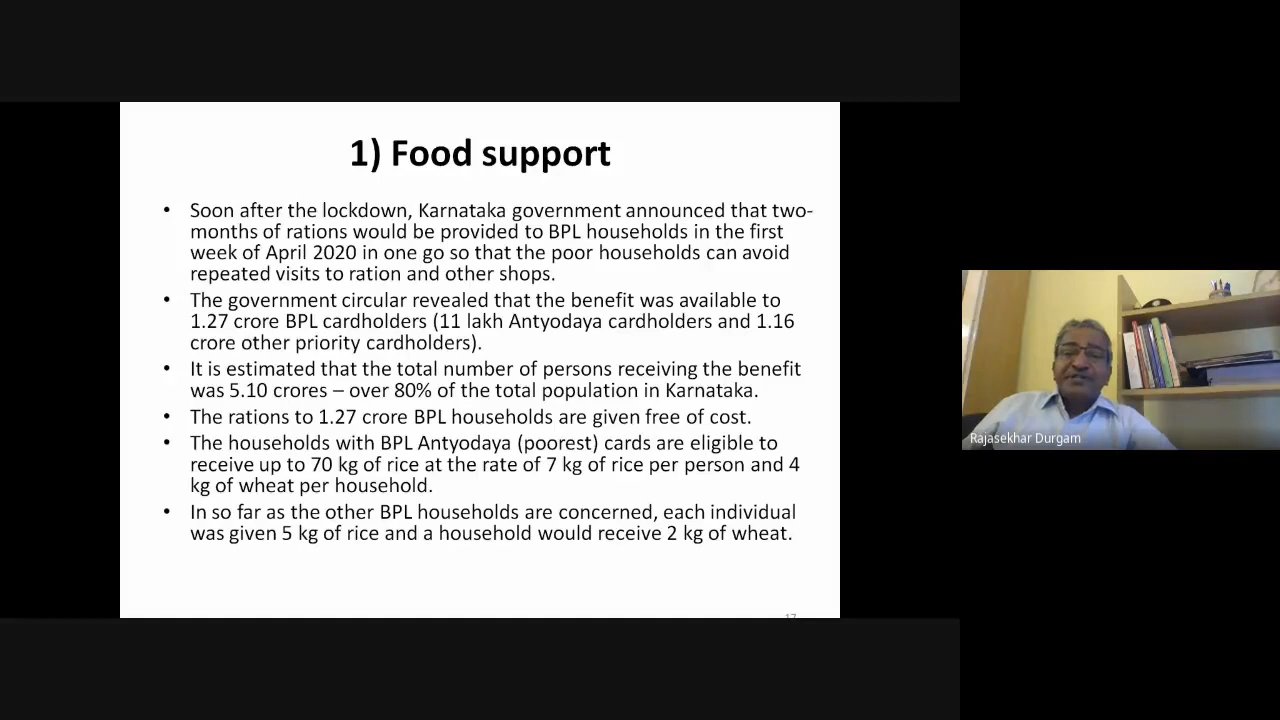 1) Food support
• Soon after the lockdown, Karnataka government announced that two-
months of rations would be provided to BPL households in the first
week of April 2020 in one go so that the poor households can avoid
repeated visits to ration and other shops.
• The government circular revealed that the benefit was available to
1.27 crore BPL cardholders (11 lakh Antyodaya cardholders and 1.16
crore other priority cardholders).
• It is estimated that the total number of persons receiving the benefit
was 5.10 crores – over 80% of the total population in Karnataka.
• The rations to 1.27 crore BPL households are given free of cost.
• The households with BPL Antyodaya (poorest) cards are eligible to
receive up to 70 kg of rice at the rate of 7 kg of rice per person and 4
kg of wheat per household.
• In so far as the other BPL households are concerned, each individual
was given 5 kg of rice and a household would receive 2 kg of wheat.
17
Rajasekhar Durgam